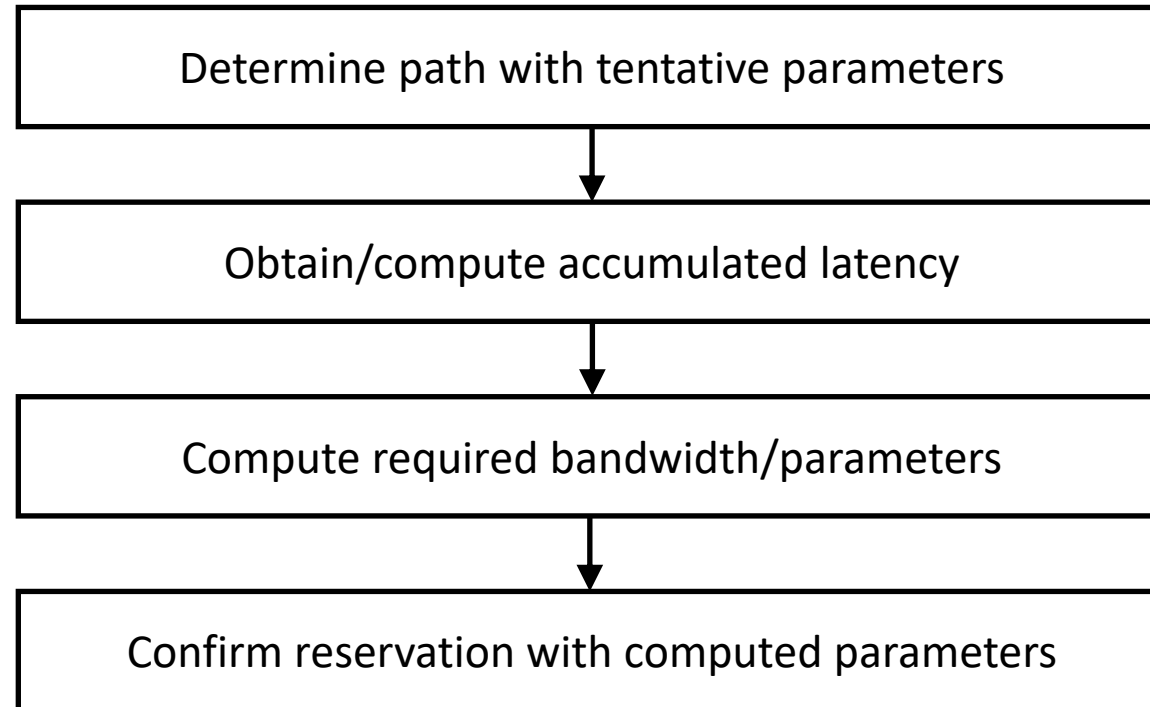 Determine path with tentative parameters
Obtain/compute accumulated latency
Compute required bandwidth/parameters
Confirm reservation with computed parameters